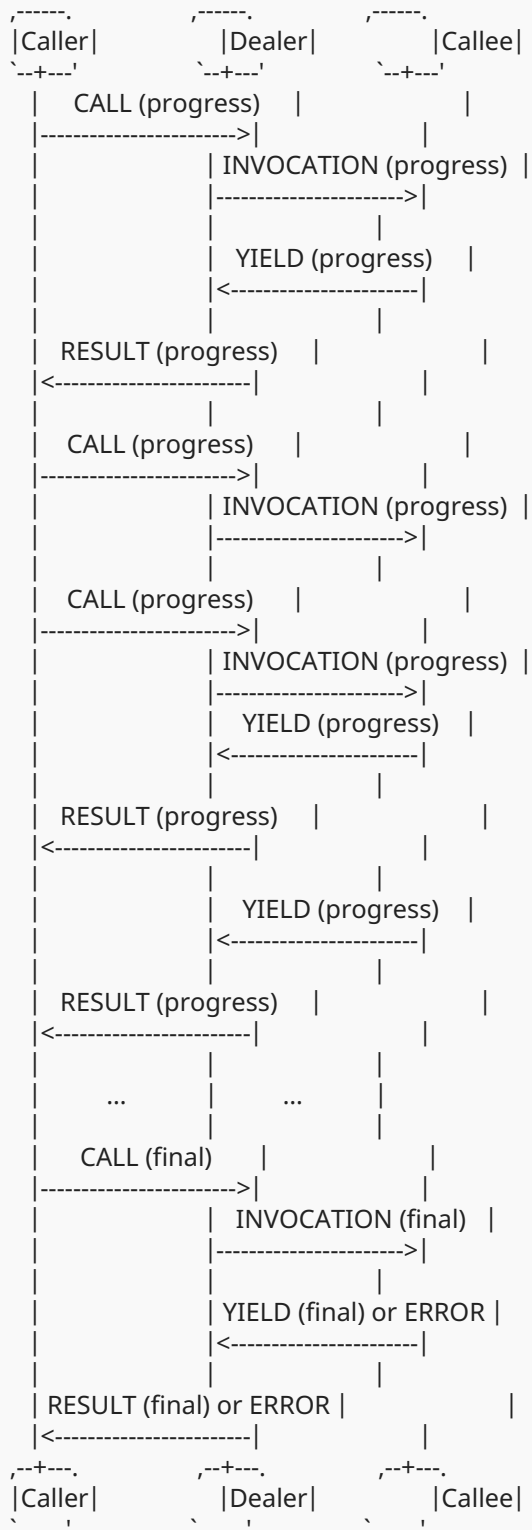 ,------.          ,------.          ,------.
|Caller|          |Dealer|          |Callee|
`--+---'          `--+---'          `--+---'
|    CALL (progress)    |                  |
|------------------------>|                  |
|                  | INVOCATION (progress)  |
|                  |----------------------->|
|                  |                  |
|                  |   YIELD (progress)    |
|                  |<-----------------------|
|                  |                  |
|   RESULT (progress)    |                  |
|<------------------------|                  |
|                  |                  |
|   CALL (progress)    |                  |
|------------------------>|                  |
|                  | INVOCATION (progress)  |
|                  |----------------------->|
|                  |                  |
|   CALL (progress)    |                  |
|------------------------>|                  |
|                  | INVOCATION (progress)  |
|                  |----------------------->|
|                  |    YIELD (progress)    |
|                  |<-----------------------|
|                  |                  |
|   RESULT (progress)    |                  |
|<------------------------|                  |
|                  |                  |
|                  |    YIELD (progress)    |
|                  |<-----------------------|
|                  |                  |
|   RESULT (progress)    |                  |
|<------------------------|                  |
|                  |                  |
|        ...        |        ...        |
|                  |                  |
|     CALL (final)      |                  |
|------------------------>|                  |
|                  |   INVOCATION (final)   |
|                  |----------------------->|
|                  |                  |
|                  | YIELD (final) or ERROR |
|                  |<-----------------------|
|                  |                  |
| RESULT (final) or ERROR |                  |
|<------------------------|                  |
,--+---.          ,--+---.          ,--+---.
|Caller|          |Dealer|          |Callee|